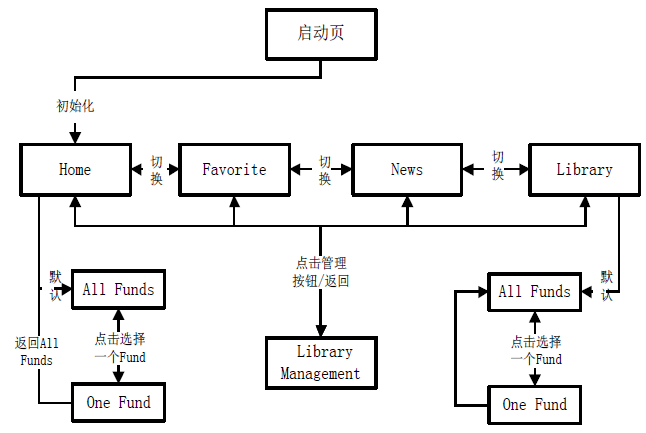 启动页
初始化
Home
切
换
Favorite
切
换
News
切
换
Library
点击管理
按钮/返回
默
认
All Funds
All Funds
默
认
返回All
Funds
点击选择
一个Fund
Library
Management
点击选择
一个Fund
One Fund
One Fund